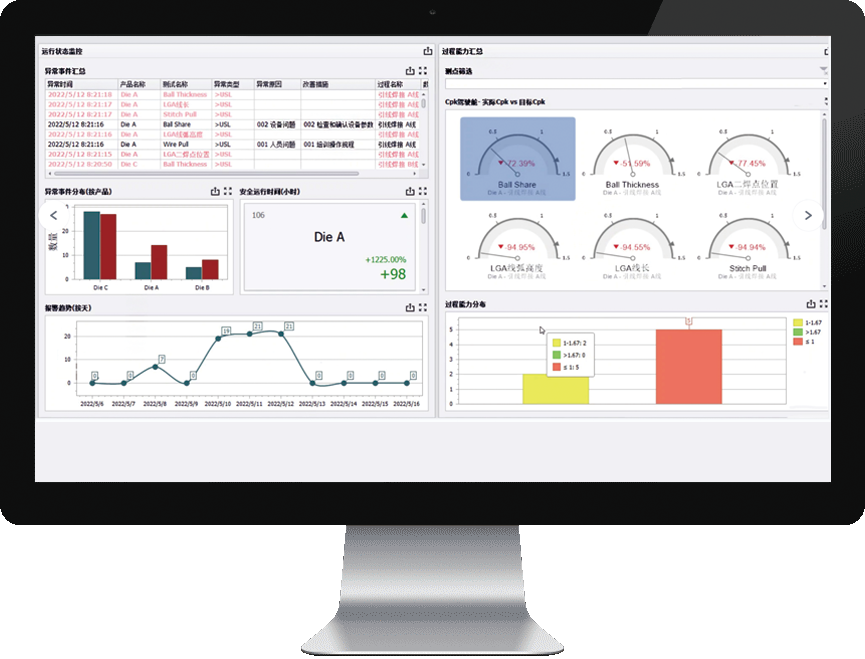 运行状态监控
异常事件汇总
异常时间 产品名称 测试名称 异常类型 异常原因 改善措施 过程名称
2022/5/12 8:21:18 Die A Ball Thickness >USL 引线焊接 A线
2022/5/12 8:21:17 Die A LGA线长 >USL 引线焊接 A线
2022/5/12 8:21:17 Die A Stitch Pull >USL 引线焊接 A线
2022/5/12 8:21:16 Die A Ball Share >USL 002 设备问题 002 检查和确认设备参数 引线焊接 A线
2022/5/12 8:21:16 Die A LGA线弧高度 >USL 引线焊接 A线
2022/5/12 8:21:16 Die A Wire Pull >USL 001 人员问题 001 培训操作规程 引线焊接 A线
2022/5/12 8:21:15 Die A LGA二焊点位置 >USL 引线焊接 A线
2022/5/12 8:20:50 Die C Ball Thickness >USL 引线焊接 B线
异常事件分布(按产品)
数量
20
10
0
Die C Die A Die B
安全运行时间(小时)
106
Die A
+1225.00%
+98
报警趋势(按天)
20
10
0
0 0 7 0 19 21 21 0 0 0 0
2022/5/6 2022/5/7 2022/5/8 2022/5/9 2022/5/10 2022/5/11 2022/5/12 2022/5/13 2022/5/14 2022/5/15 2022/5/16
过程能力汇总
测点筛选
Cpk驾驶舱- 实际Cpk vs 目标Cpk
0.5 1 0.5 1 0.5 1
0 -72.39% 1.5 0 -51.59% 1.5 0 -77.45% 1.5
Ball Share Ball Thickness LGA二焊点位置
Die A - 引线焊接 A线 Die A - 引线焊接 A线 Die A - 引线焊接 A线
0.5 1 0.5 1 0.5 1
0 -94.95% 1.5 0 -94.55% 1.5 0 -94.94% 1.5
LGA线弧高度 LGA线长 Stitch Pull
Die A - 引线焊接 A线 Die A - 引线焊接 A线 Die A - 引线焊接 A线
过程能力分布
5
4
3
2
1
0
1-1.67: 2
>1.67: 0
≤ 1: 5
1-1.67
>1.67
≤ 1